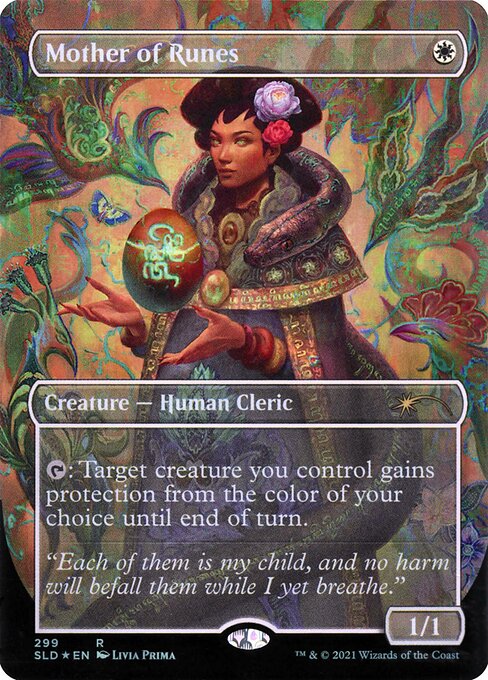 Mother of Runes
Creature — Human Cleric
: Target creature you control gains
protection from the color of your
choice until end of turn.
“Each of them is my child, and no harm
will befall them while I yet breathe.”
1/1
299 R
SLD ★ EN Livia Prima
™ & © 2021 Wizards of the Coast